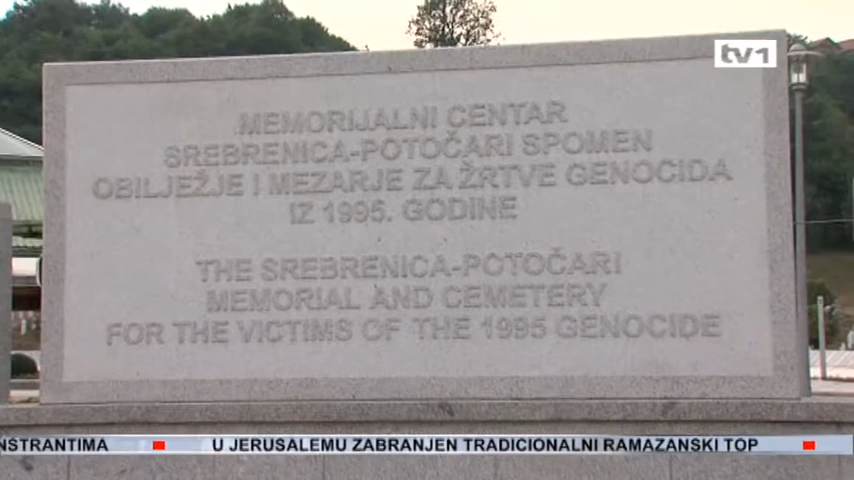 tv1
MEMORIJALNI CENTAR
SREBRENICA-POTOČARI SPOMEN
OBILJEŽJE I MEZARJE ZA ŽRTVE GENOCIDA
IZ 1995. GODINE
THE SREBRENICA-POTOČARI
MEMORIAL AND CEMETERY
FOR THE VICTIMS OF THE 1995 GENOCIDE
NSTRANTIMA U JERUSALEMU ZABRANJEN TRADICIONALNI RAMAZANSKI TOP